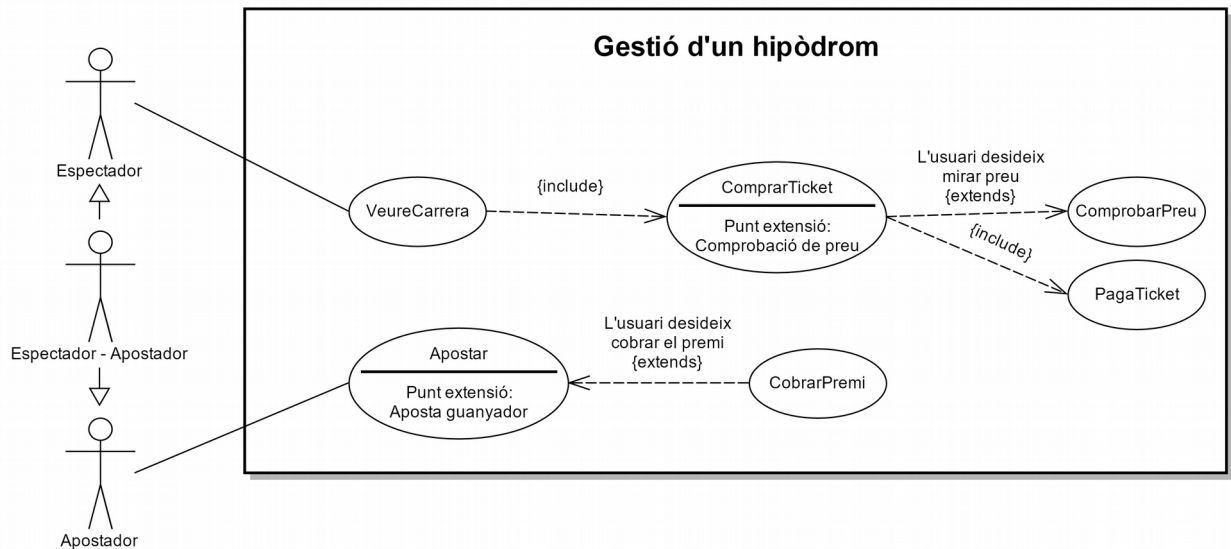 Gestió d'un hipòdrom
Espectador
VeureCarrera
{include}
ComprarTicket
Punt extensió:
Comprobació de preu
L'usuari desideix
mirar preu
{extends}
ComprobarPreu
{include}
PagaTicket
Espectador - Apostador
Apostar
Punt extensió:
Aposta guanyador
L'usuari desideix
cobrar el premi
{extends}
CobrarPremi
Apostador